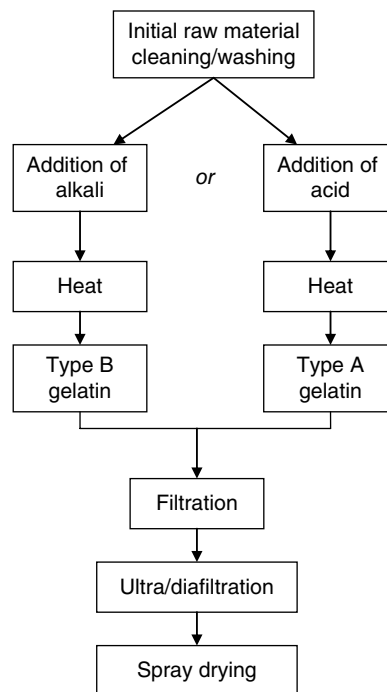 Initial raw material
cleaning/washing
Addition of
alkali
or
Addition of
acid
Heat
Heat
Type B
gelatin
Type A
gelatin
Filtration
Ultra/diafiltration
Spray drying